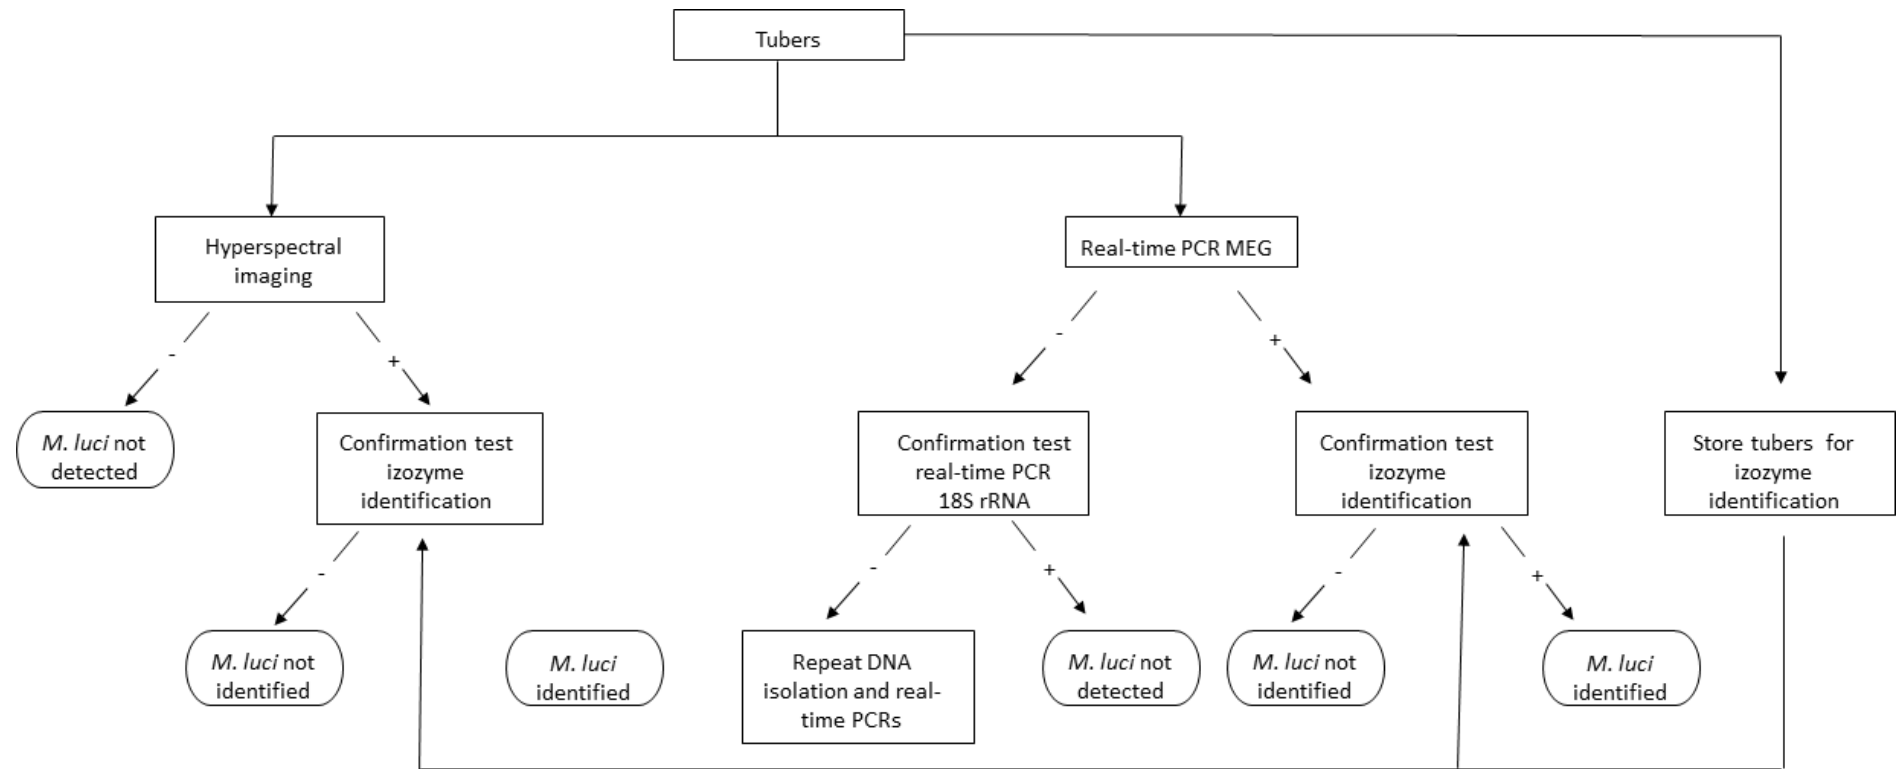 Tubers
Hyperspectral
imaging
Real-time PCR MEG
-
+
-
+
M. luci not
detected
Confirmation test
izozyme
identification
Confirmation test
real-time PCR
18S rRNA
Confirmation test
izozyme
identification
Store tubers for
izozyme
identification
-
-
+
-
+
M. luci not
identified
M. luci
identified
Repeat DNA
isolation and real-
time PCRs
M. luci not
detected
M. luci not
identified
M. luci
identified